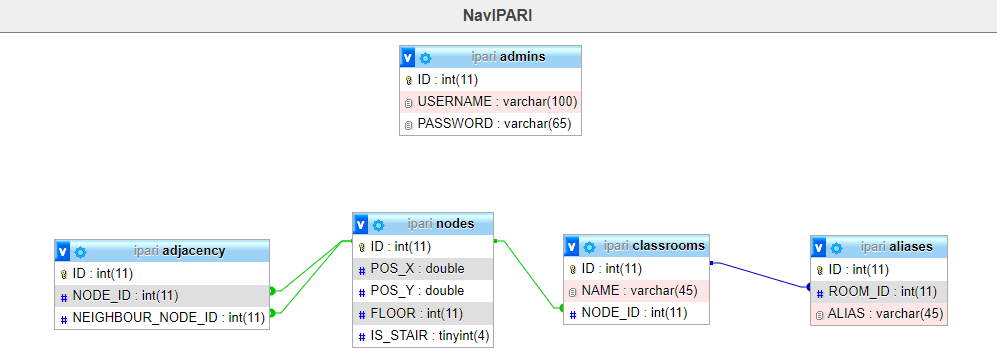 NavIPARI
v ipari admins
ID : int(11)
# USERNAME : varchar(100)
PASSWORD : varchar(65)
v ipari adjacency
ID : int(11)
# NODE_ID : int(11)
# NEIGHBOUR_NODE_ID : int(11)
v ipari nodes
ID : int(11)
# POS_X : double
# POS_Y : double
# FLOOR : int(11)
# IS_STAIR : tinyint(4)
v ipari classrooms
ID : int(11)
NAME : varchar(45)
# NODE_ID : int(11)
v ipari aliases
ID : int(11)
# ROOM_ID : int(11)
ALIAS : varchar(45)